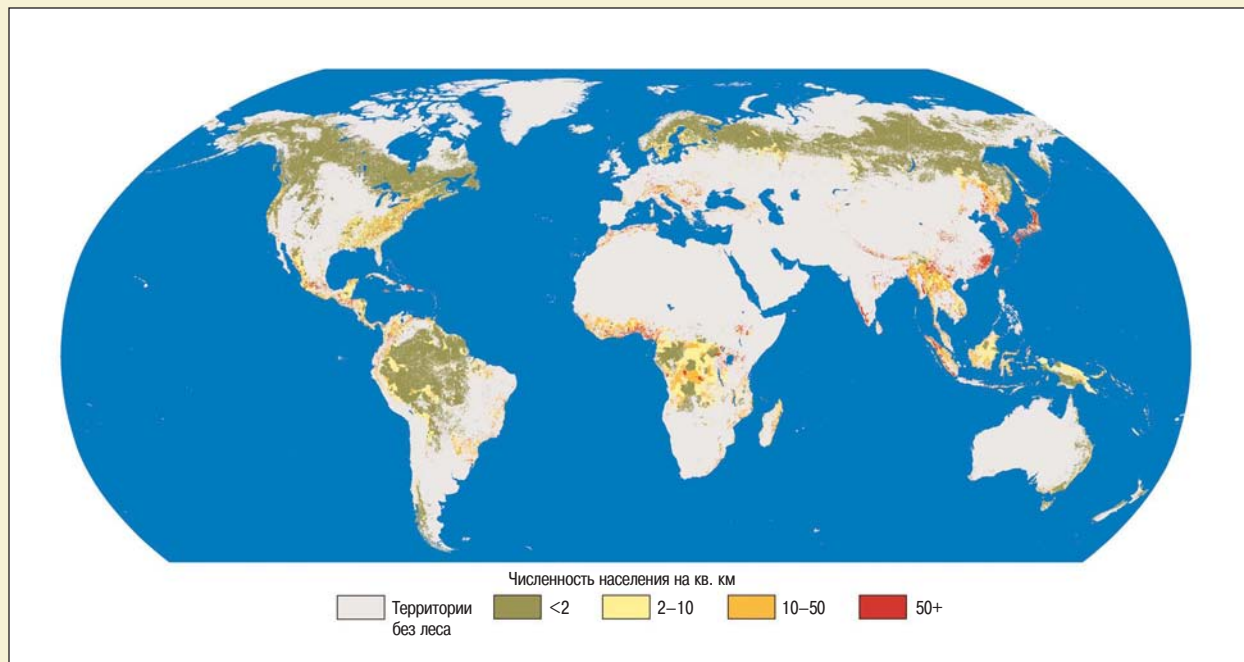 Численность населения на кв. км
Территории
без леса
<2
2–10
10–50
50+